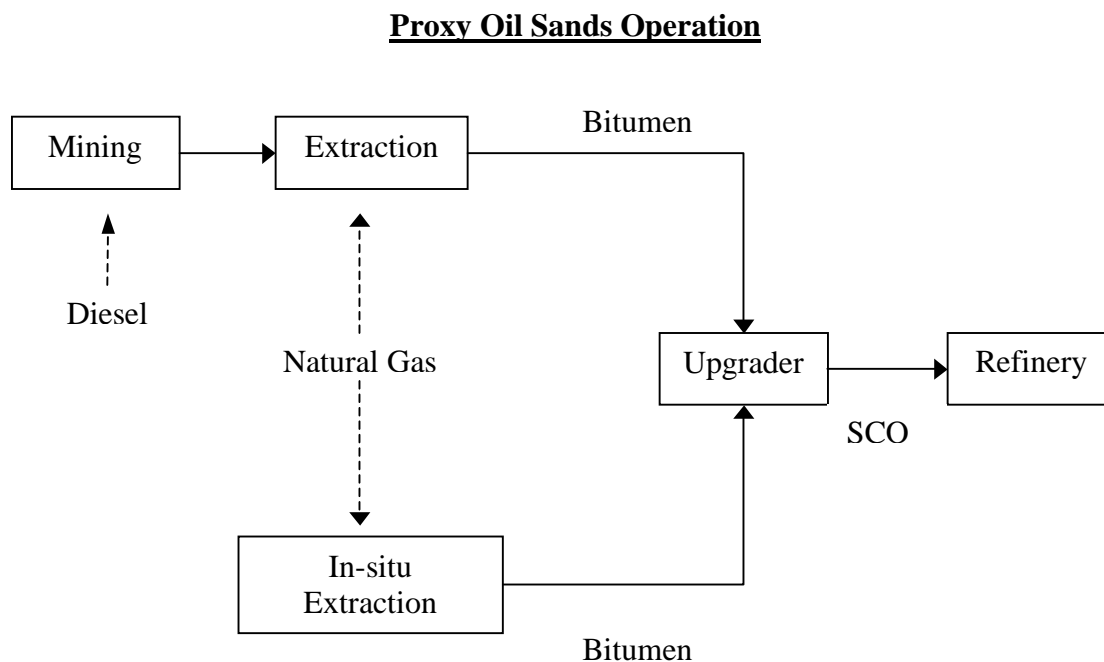 Proxy Oil Sands Operation
Bitumen
Mining
Extraction
Diesel
Natural Gas
Upgrader
Refinery
SCO
In-situ
Extraction
Bitumen